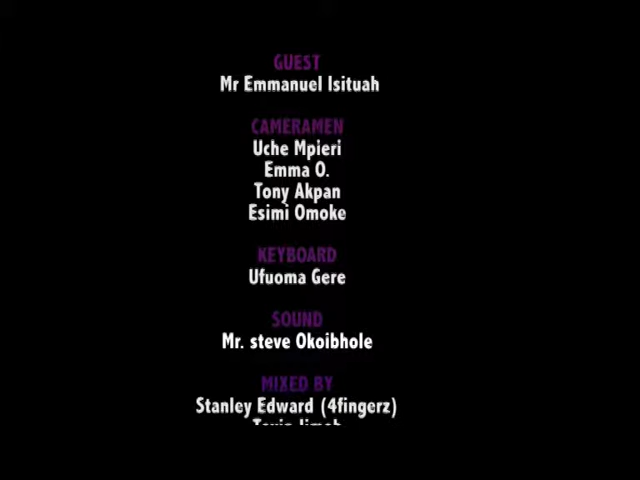 GUEST
Mr Emmanuel Isituah
CAMERAMEN
Uche Mpieri
Emma O.
Tony Akpan
Esimi Omoke
KEYBOARD
Ufuoma Gere
SOUND
Mr. steve Okoibhole
MIXED BY
Stanley Edward (4fingerz)